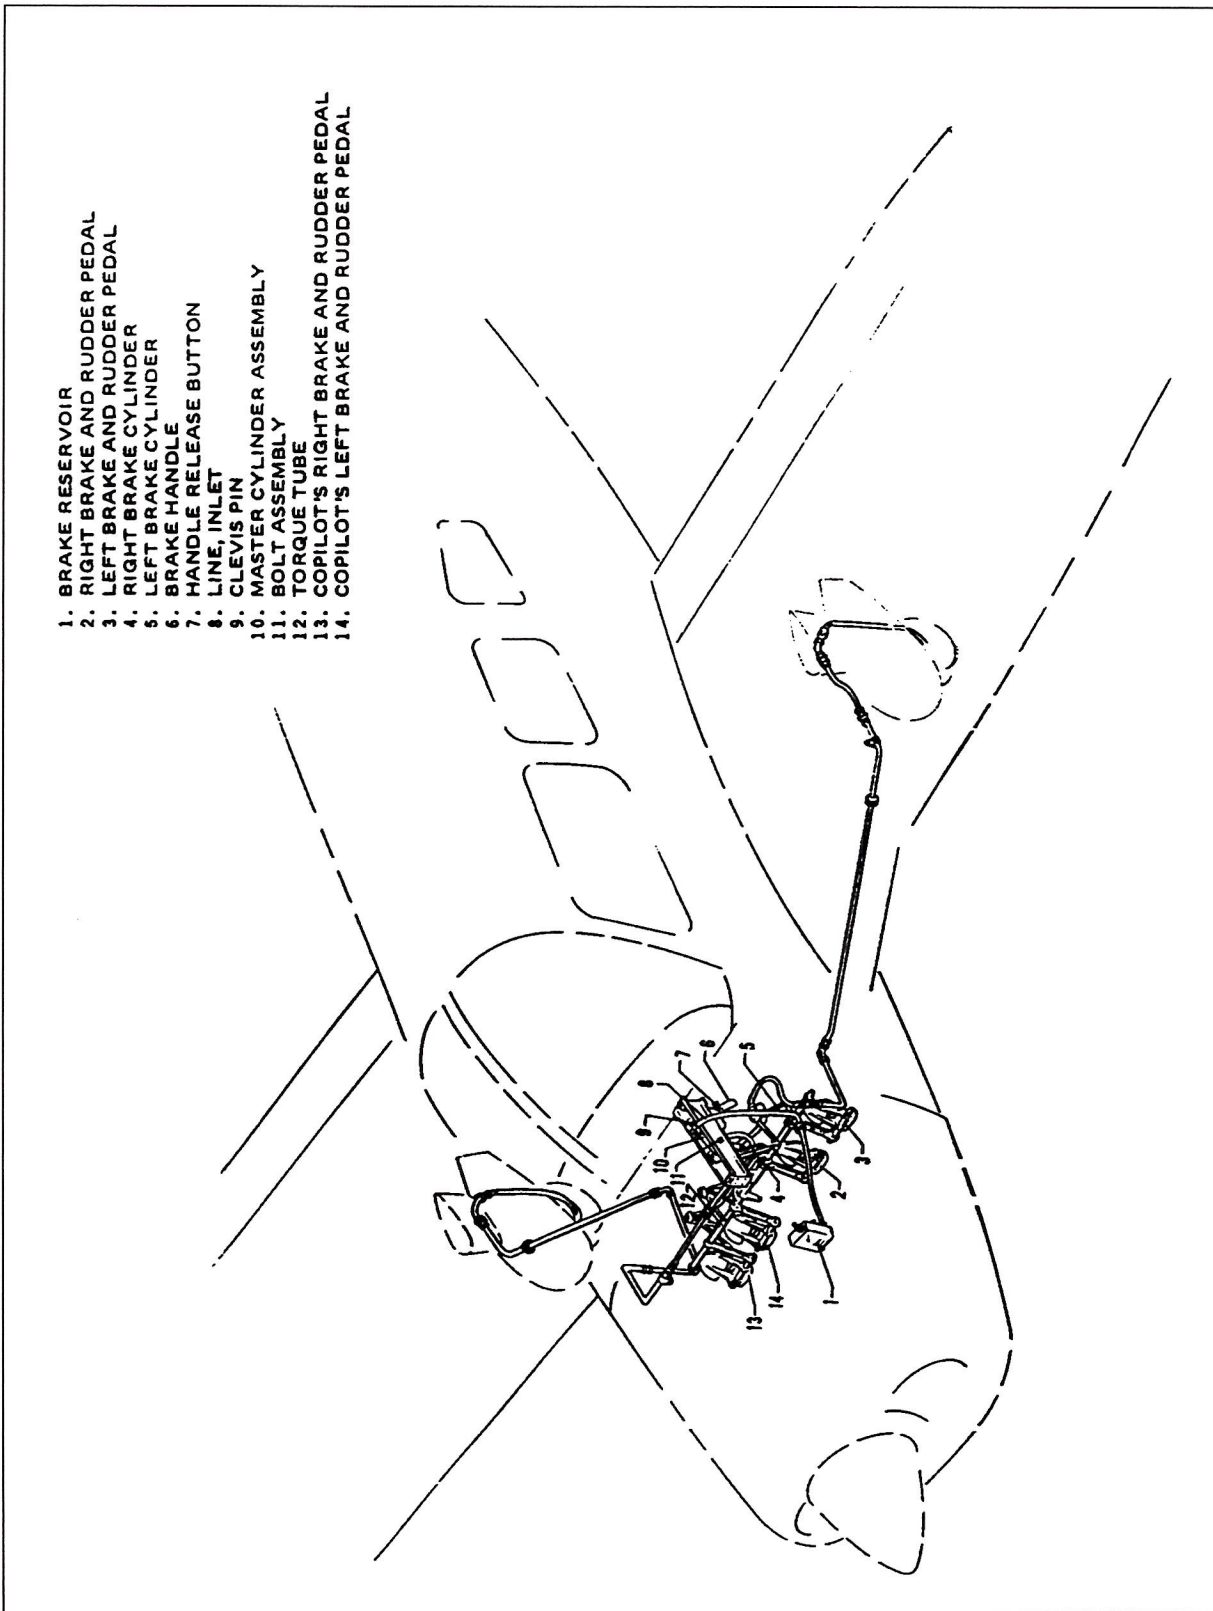 1. BRAKE RESERVOIR
2. RIGHT BRAKE AND RUDDER PEDAL
3. LEFT BRAKE AND RUDDER PEDAL
4. RIGHT BRAKE CYLINDER
5. LEFT BRAKE CYLINDER
6. BRAKE HANDLE
7. HANDLE RELEASE BUTTON
8. LINE, INLET
9. CLEVIS PIN
10. MASTER CYLINDER ASSEMBLY
11. BOLT ASSEMBLY
12. TORQUE TUBE
13. COPILOT'S RIGHT BRAKE AND RUDDER PEDAL
14. COPILOT'S LEFT BRAKE AND RUDDER PEDAL
9
8
7
6
10
11
12
5
4
13
14
2
3
1